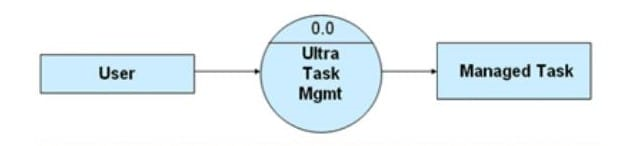 User
0.0
Ultra
Task
Mgmt
Managed Task